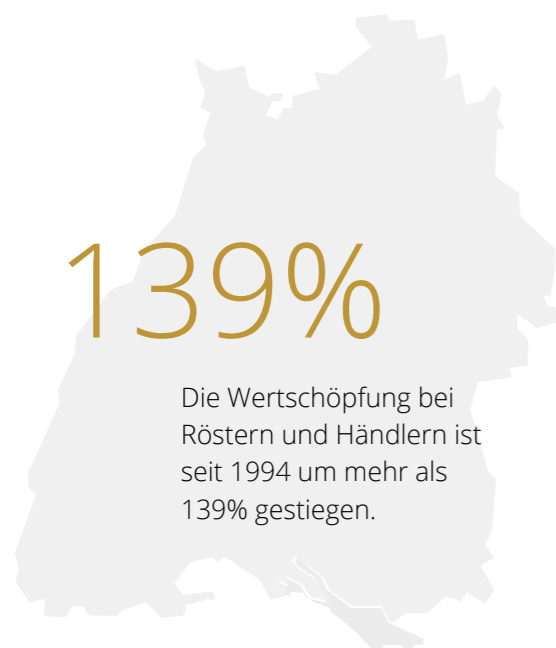 139%
Die Wertschöpfung bei
Röstern und Händlern ist
seit 1994 um mehr als
139% gestiegen.